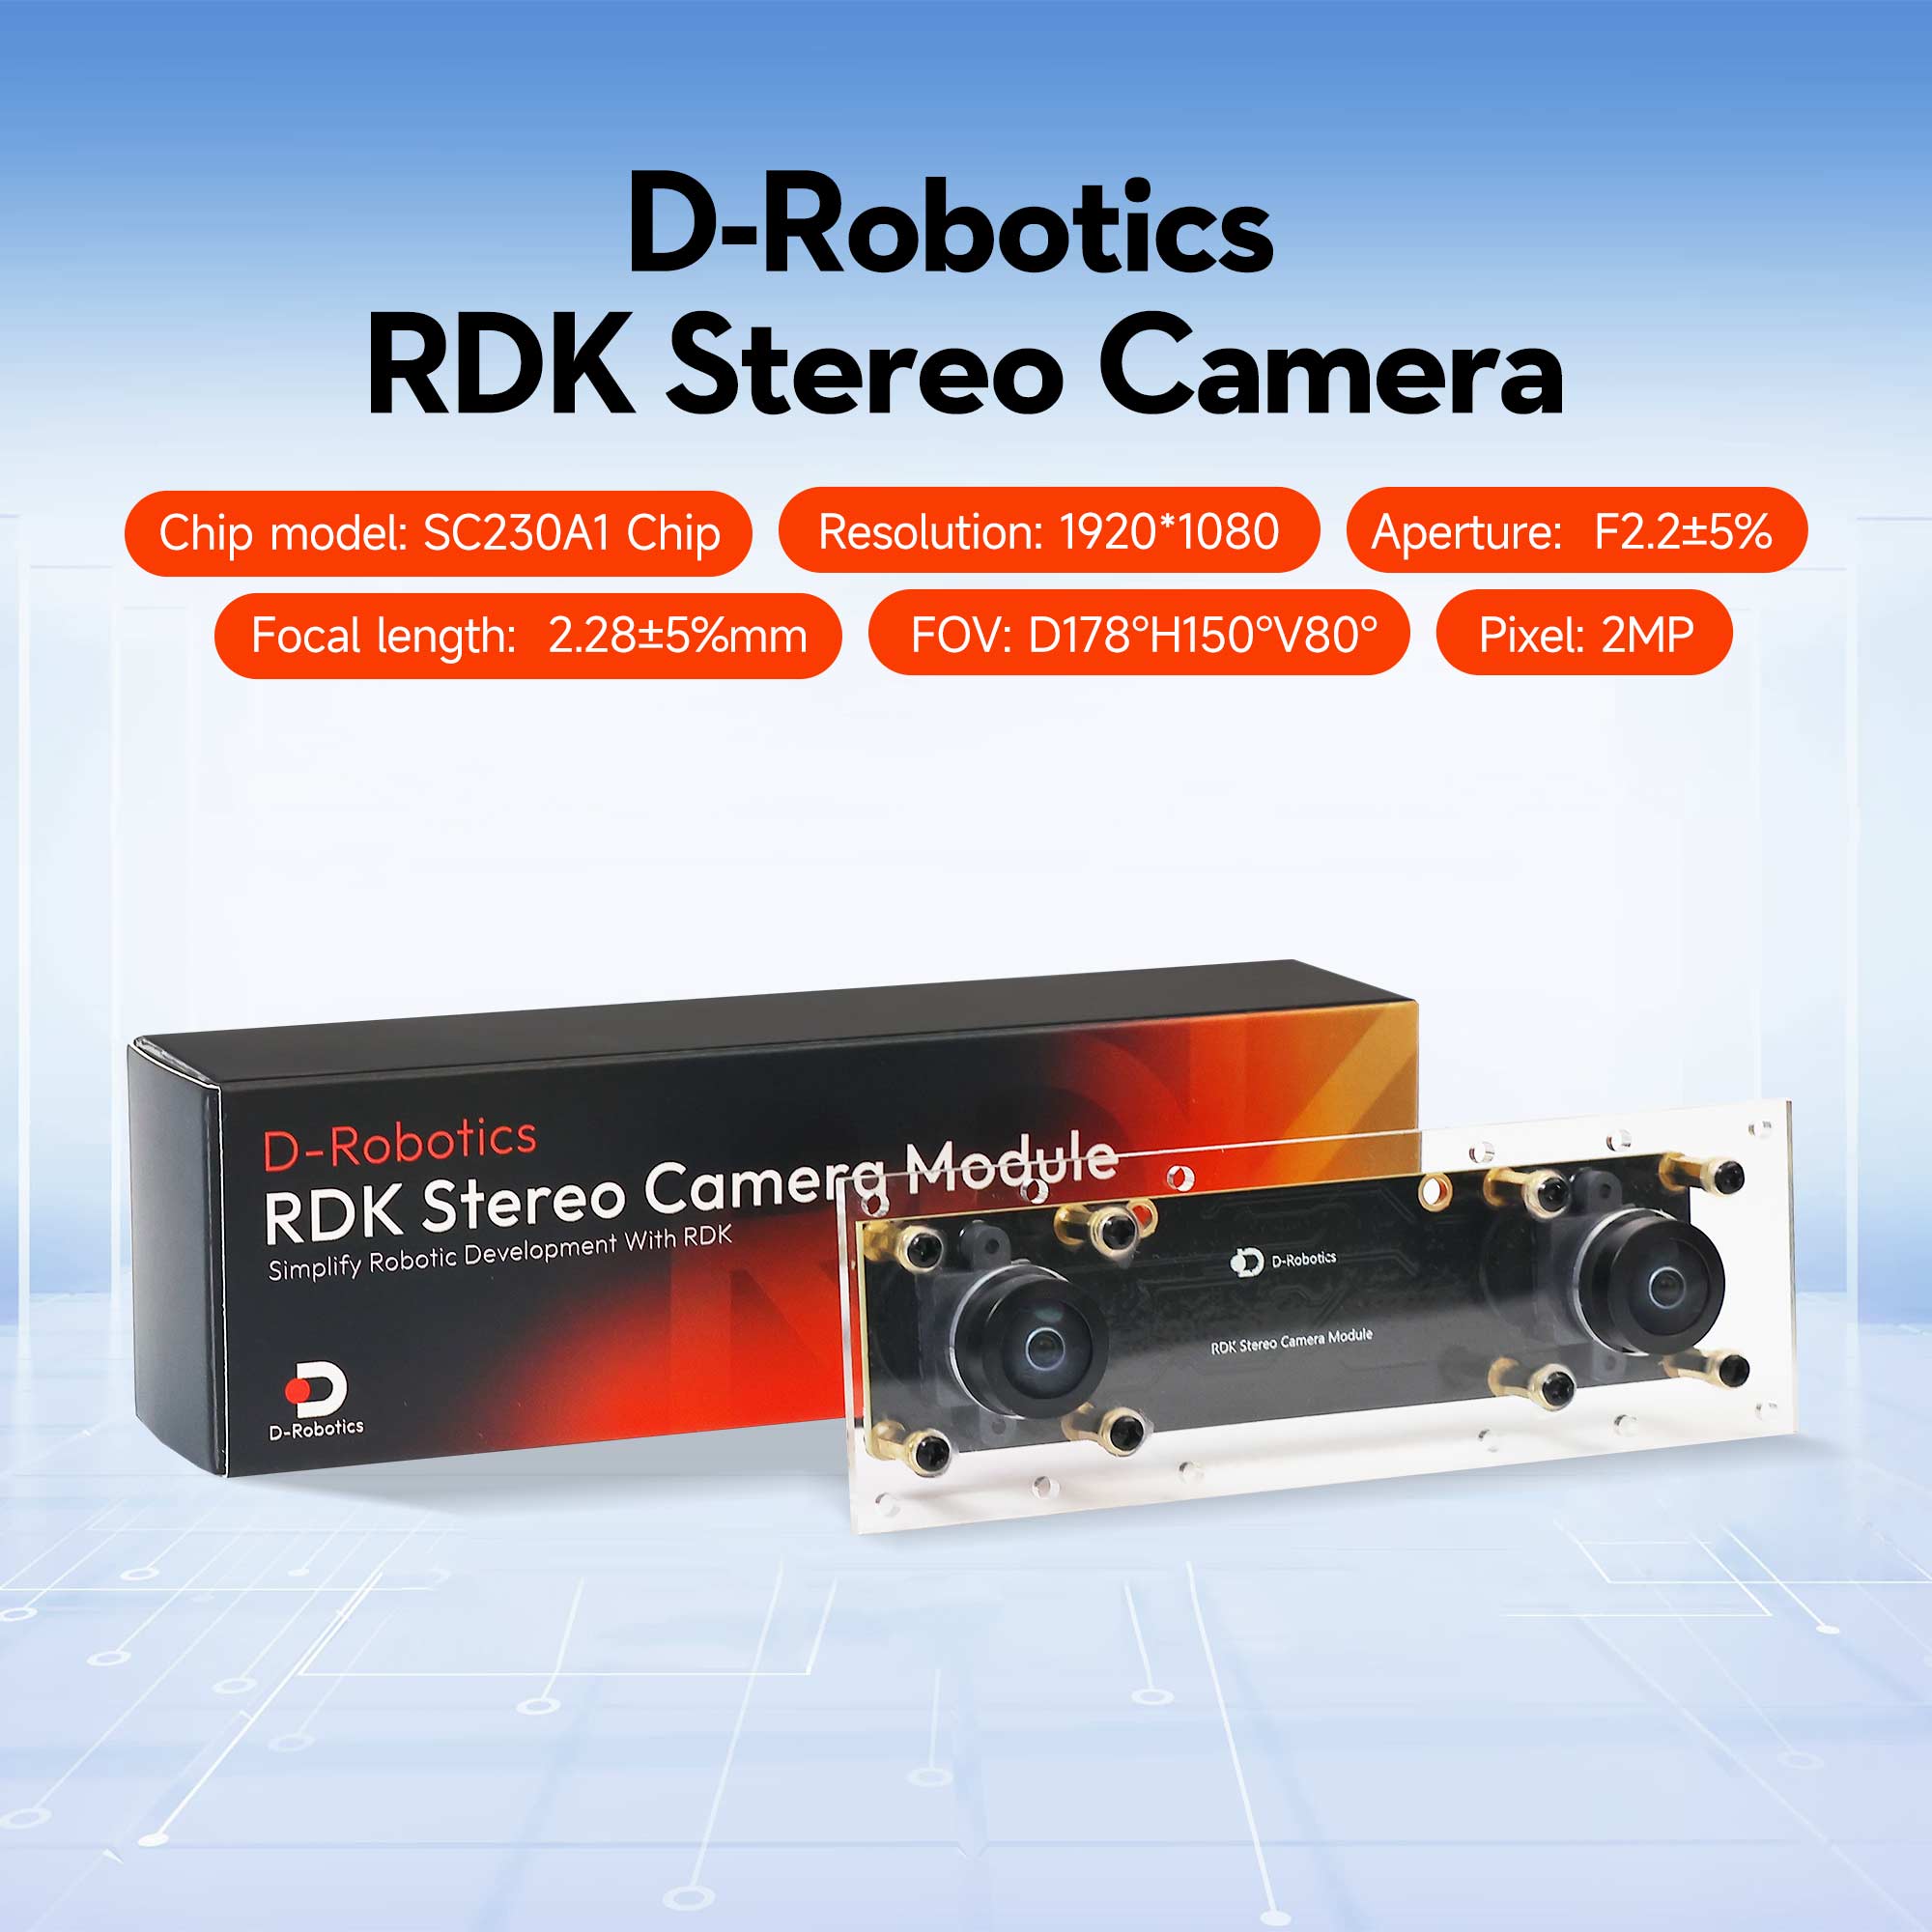 D-Robotics
RDK Stereo Camera
Chip model: SC230A1 Chip
Resolution: 1920*1080
Aperture: F2.2±5%
Focal length: 2.28±5%mm
FOV: D178°H150°V80°
Pixel: 2MP
D-Robotics
RDK Stereo Camera Module
Simplify Robotic Development With RDK
D-Robotics
D-Robotics
RDK Stereo Camera Module